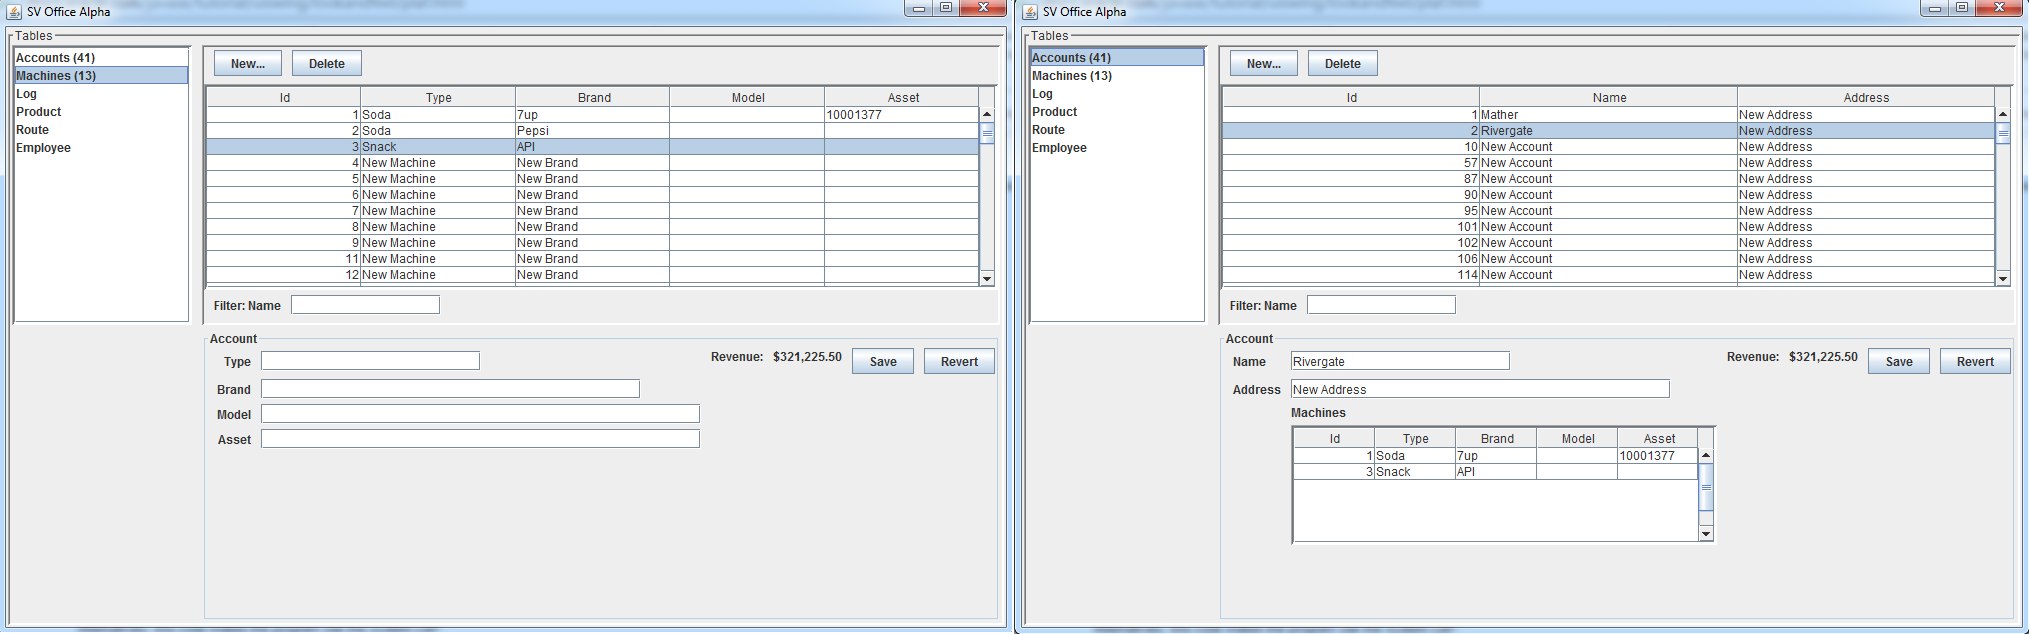 SV Office Alpha
Tables
Accounts (41)
Machines (13)
Log
Product
Route
Employee
New... Delete
Id Type Brand Model Asset
1 Soda 7up 10001377
2 Soda Pepsi
3 Snack API
4 New Machine New Brand
5 New Machine New Brand
6 New Machine New Brand
7 New Machine New Brand
8 New Machine New Brand
9 New Machine New Brand
11 New Machine New Brand
12 New Machine New Brand
Filter: Name
Account
Type
Revenue: $321,225.50 Save Revert
Brand
Model
Asset
SV Office Alpha
Tables
Accounts (41)
Machines (13)
Log
Product
Route
Employee
New... Delete
Id Name Address
1 Mather New Address
2 Rivergate New Address
10 New Account New Address
57 New Account New Address
87 New Account New Address
90 New Account New Address
95 New Account New Address
101 New Account New Address
102 New Account New Address
106 New Account New Address
114 New Account New Address
Filter: Name
Account
Name Rivergate
Revenue: $321,225.50 Save Revert
Address New Address
Machines
Id Type Brand Model Asset
1 Soda 7up 10001377
3 Snack API